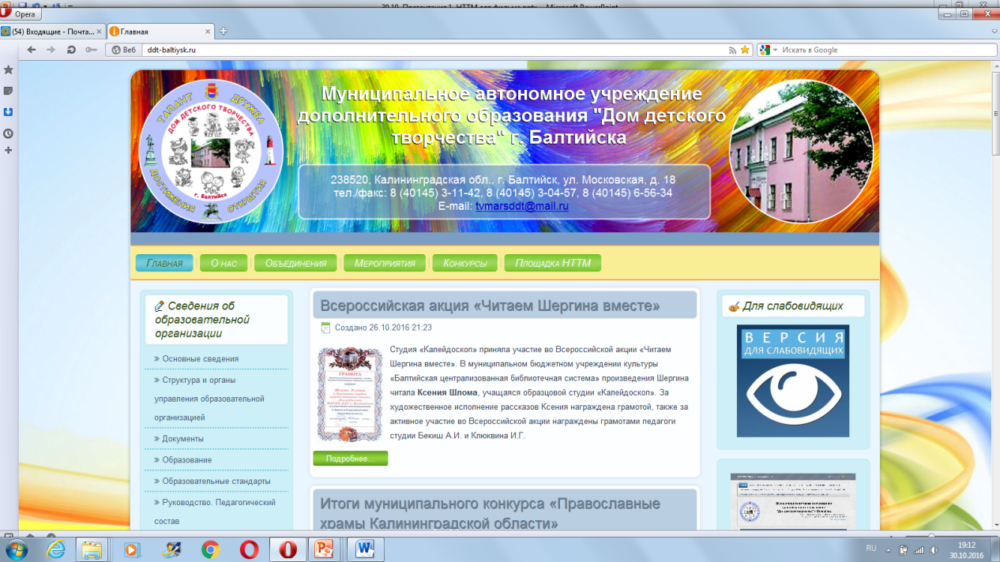 30.10. Презентация 1. НТТМ для фильма.pptx - Microsoft PowerPoint
Opera
(54) Входящие - Почта...
Главная
Веб
ddt-baltiysk.ru
Искать в Google
ТАЛАНТ ДРУЖБА
ДОМ ДЕТСКОГО ТВОРЧЕСТВА
г. Балтийск
ДОСТИЖЕНИЯ ОТКРЫТИЯ
Муниципальное автономное учреждение
дополнительного образования "Дом детского
творчества" г. Балтийска
238520, Калининградская обл., г. Балтийск, ул. Московская, д. 18
тел./факс: 8 (40145) 3-11-42, 8 (40145) 3-04-57, 8 (40145) 6-56-34
E-mail: tvmarsddt@mail.ru
Главная
О нас
Объединения
Мероприятия
Конкурсы
Площадка НТТМ
Сведения об
образовательной
организации
» Основные сведения
» Структура и органы
управления образовательной
организацией
» Документы
» Образование
» Образовательные стандарты
» Руководство. Педагогический
состав
Всероссийская акция «Читаем Шергина вместе»
Создано 26.10.2016 21:23
ГРАМОТА
Студия «Калейдоскоп» приняла участие во Всероссийской акции «Читаем
Шергина вместе». В муниципальном бюджетном учреждении культуры
«Балтийская централизованная библиотечная система» произведения Шергина
читала Ксения Шлома, учащаяся образцовой студии «Калейдоскоп». За
художественное исполнение рассказов Ксения награждена грамотой, также за
активное участие во Всероссийской акции награждены грамотами педагоги
студии Бекиш А.И. и Клюквина И.Г.
Подробнее...
Итоги муниципального конкурса «Православные
храмы Калининградской области»
Для слабовидящих
ВЕРСИЯ
ДЛЯ СЛАБОВИДЯЩИХ
RU
19:12
30.10.2016